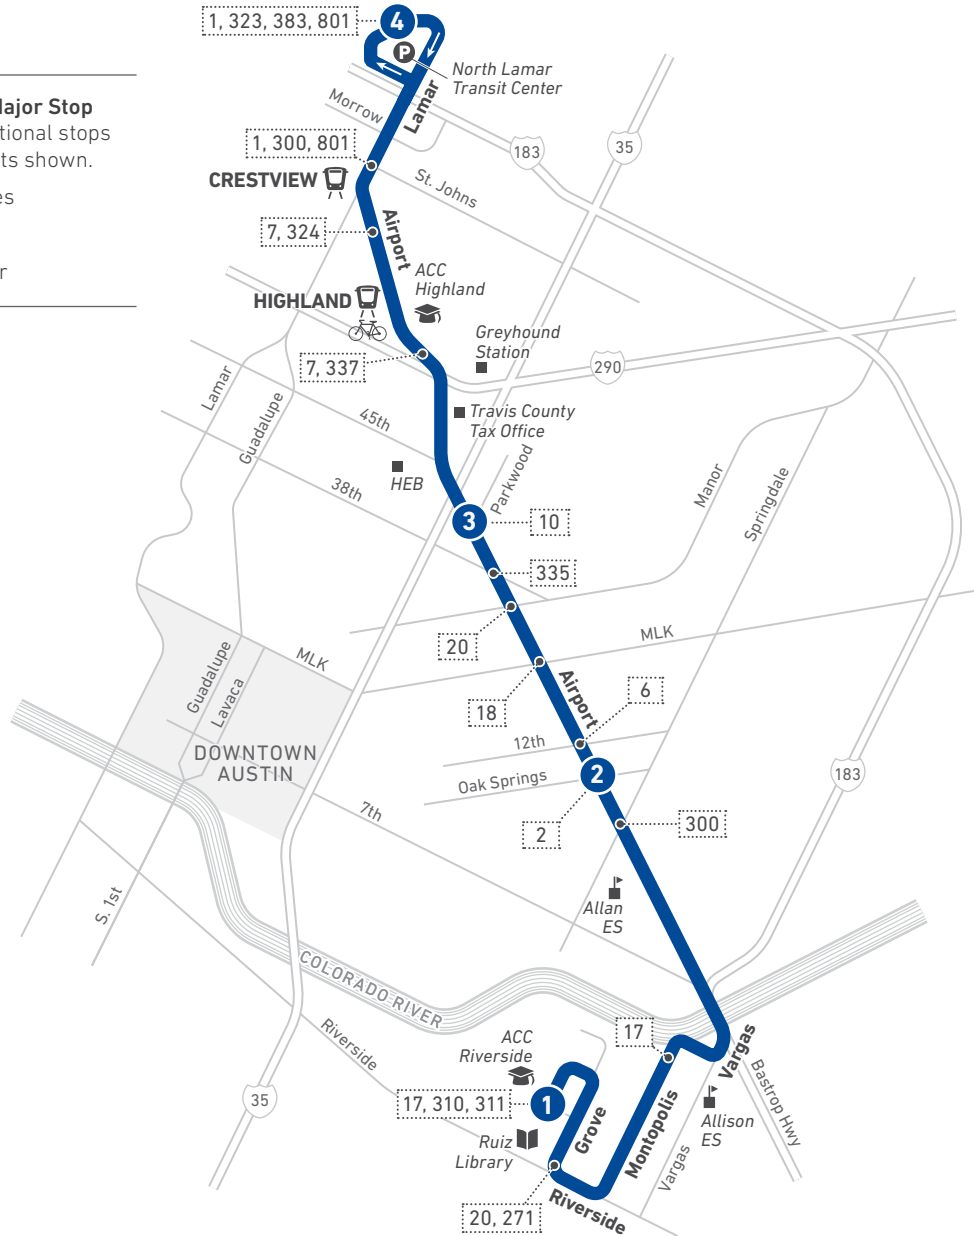 1, 323, 383, 801
4
P
North Lamar
Transit Center
Lamar
Morrow
Major Stop
tional stops
ts shown.
es
r
1, 300, 801
183
35
CRESTVIEW
St. Johns
7, 324
Airport
ACC
Highland
HIGHLAND
Greyhound
Station
7, 337
290
Lamar
Guadalupe
45th
Travis County
Tax Office
HEB
38th
Parkwood
Manor
Springdale
3
10
335
20
MLK
MLK
Guadalupe
Lavaca
18
Airport
6
DOWNTOWN
AUSTIN
12th
Oak Springs
2
183
7th
2
300
S. 1st
Allan
ES
COLORADO RIVER
Riverside
ACC
Riverside
17
Vargas
Bastrop Hwy
35
17, 310, 311
1
Grove
Montopolis
Allison
ES
Ruiz
Library
Vargas
20, 271
Riverside